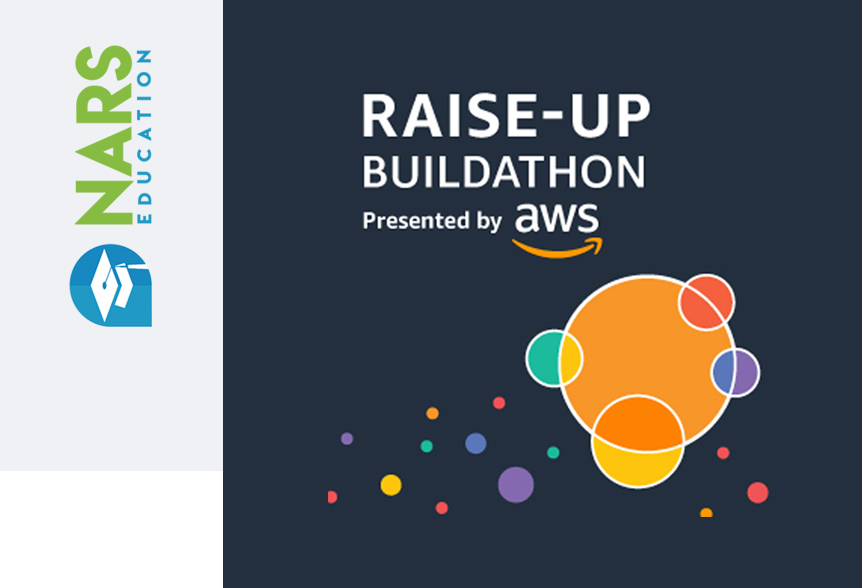 NARS
EDUCATION
RAISE-UP
BUILDATHON
Presented by aws